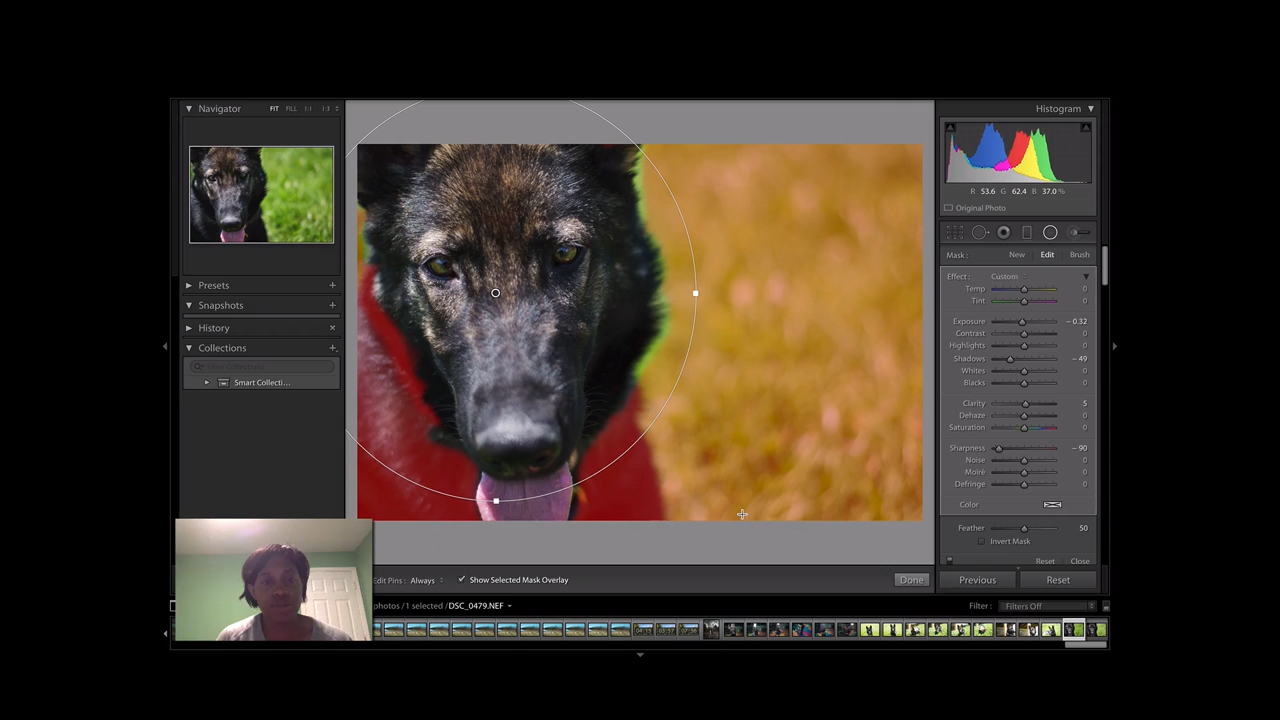 Navigator FIT FILL 1:1 1:3
Presets
Snapshots
History
Collections
Smart Collecti...
Edit Pins : Always Show Selected Mask Overlay Done
photos / 1 selected / DSC_0479.NEF
Filter : Filters Off
Histogram
R 53.6 G 62.4 B 37.0 %
Original Photo
Mask : New Edit Brush
Effect : Custom
Temp 0
Tint 0
Exposure – 0.32
Contrast 0
Highlights 0
Shadows – 49
Whites 0
Blacks 0
Clarity 5
Dehaze 0
Saturation 0
Sharpness – 90
Noise 0
Moiré 0
Defringe 0
Color
Feather 50
Invert Mask
Reset Close
Previous Reset